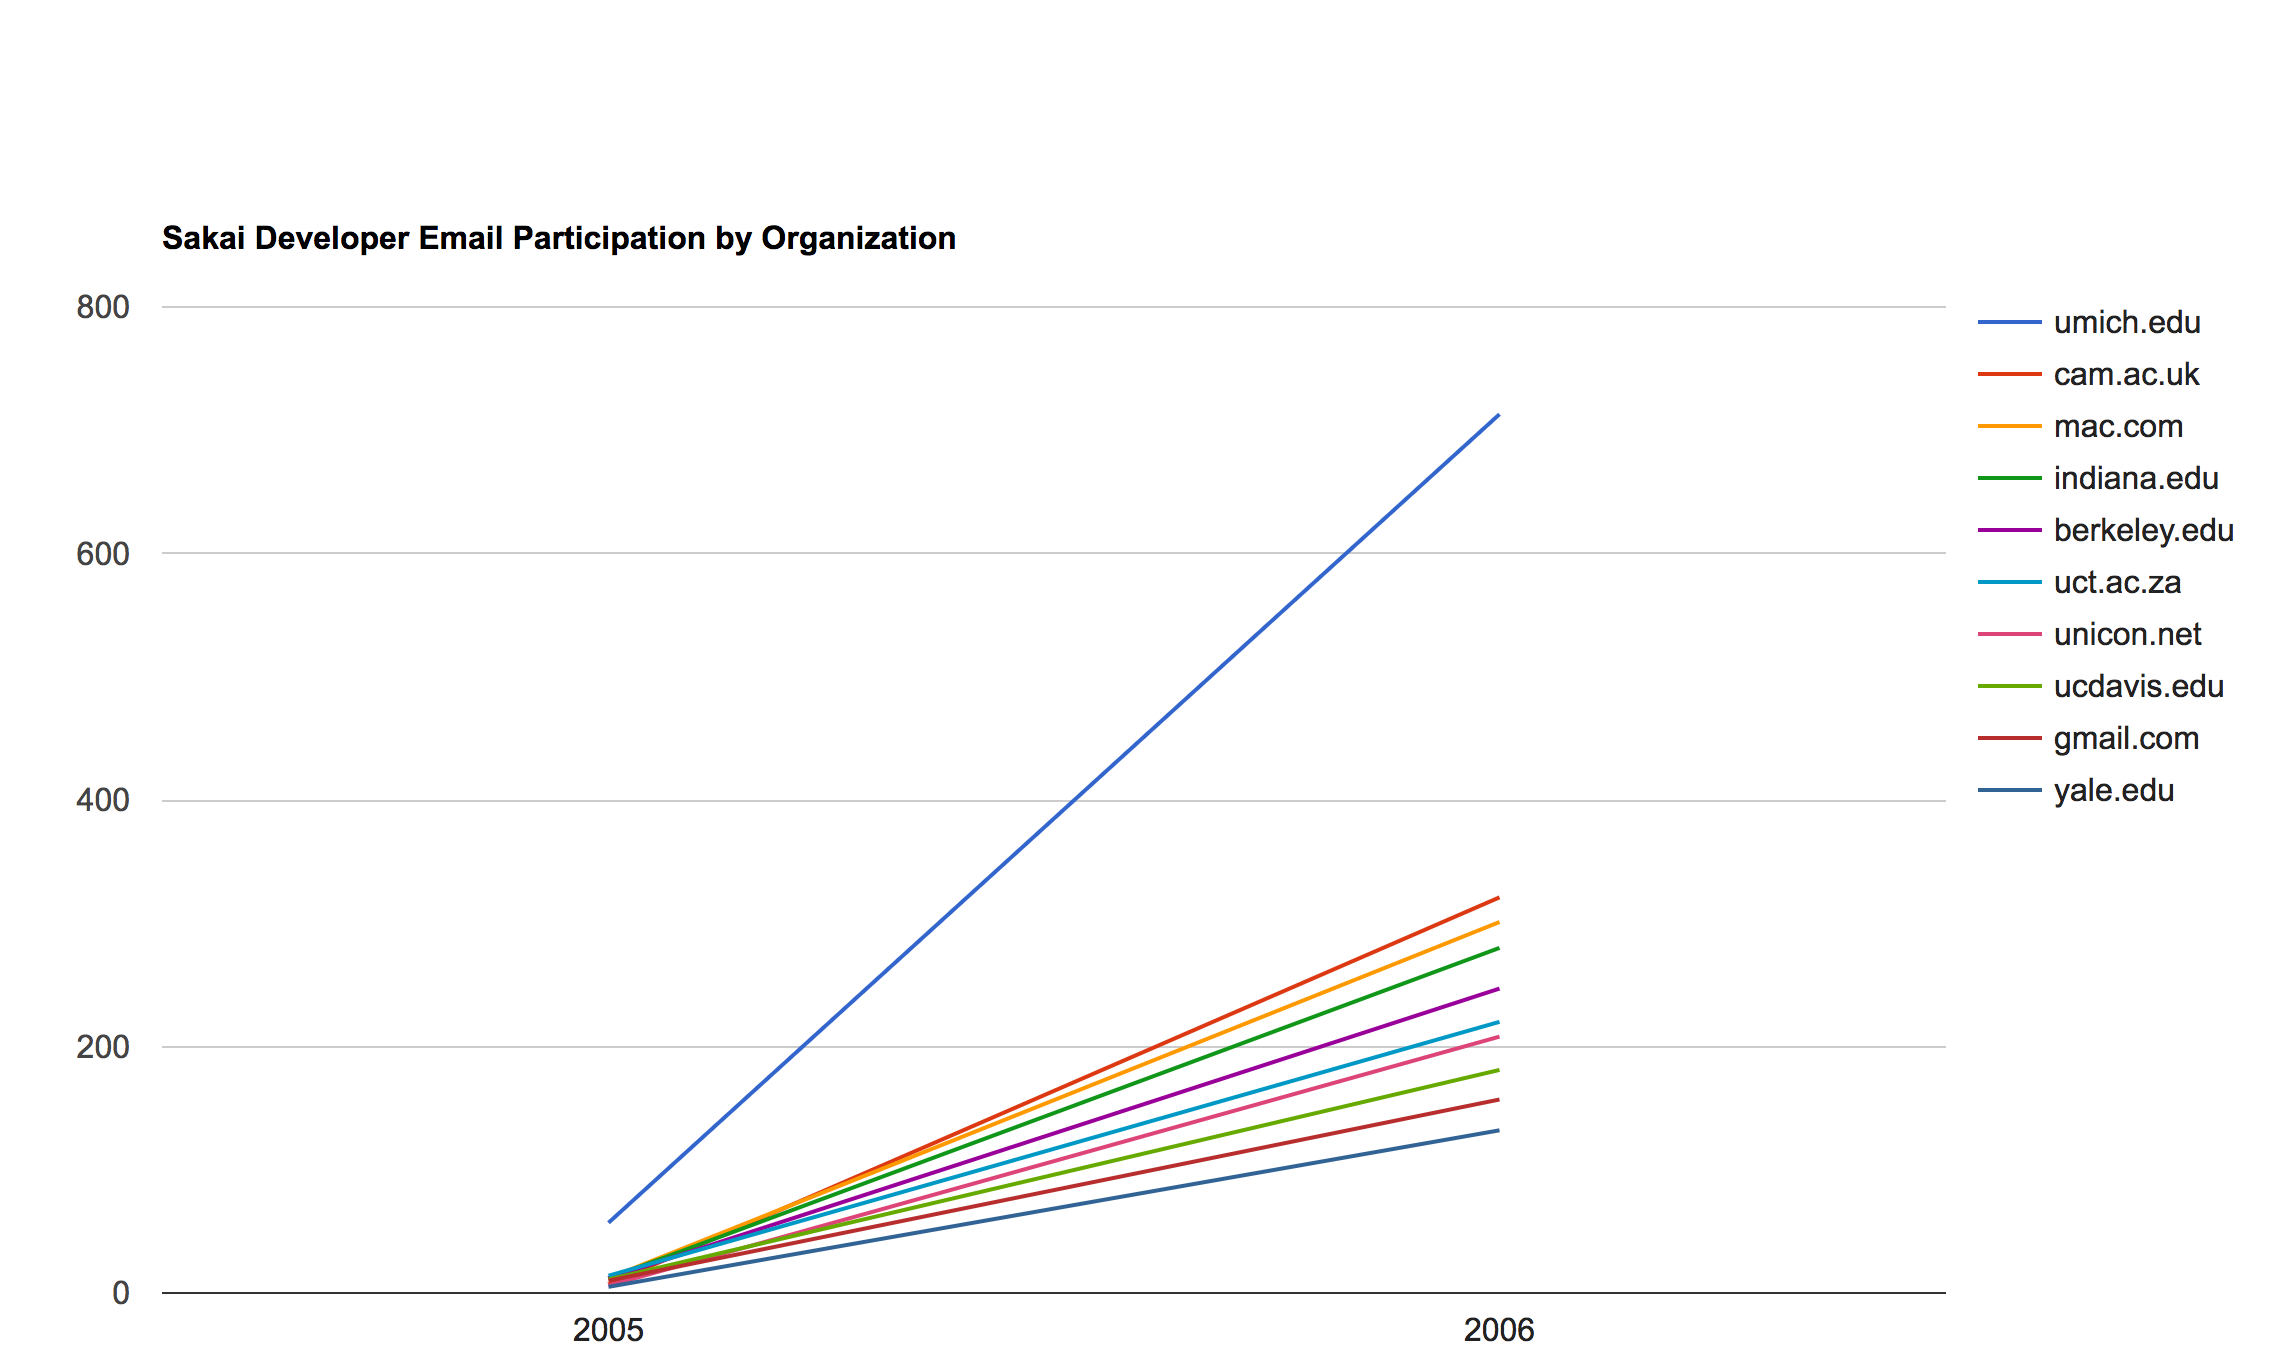 Sakai Developer Email Participation by Organization
800
600
400
200
0
2005
2006
umich.edu
cam.ac.uk
mac.com
indiana.edu
berkeley.edu
uct.ac.za
unicon.net
ucdavis.edu
gmail.com
yale.edu